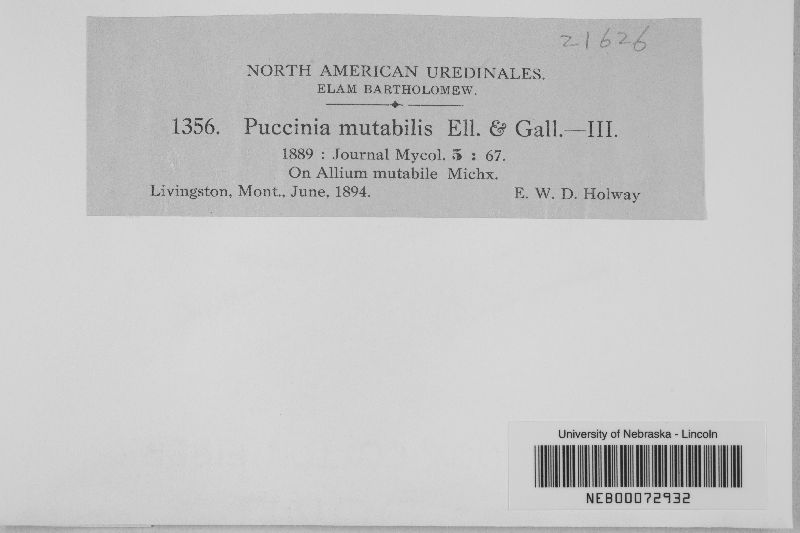 21626
NORTH AMERICAN UREDINALES.
ELAM BARTHOLOMEW.
1356. Puccinia mutabilis Ell. & Gall.—III.
1889 : Journal Mycol. 5 : 67.
On Allium mutabile Michx.
Livingston, Mont., June, 1894. E. W. D. Holway
University of Nebraska - Lincoln
NEB00072932